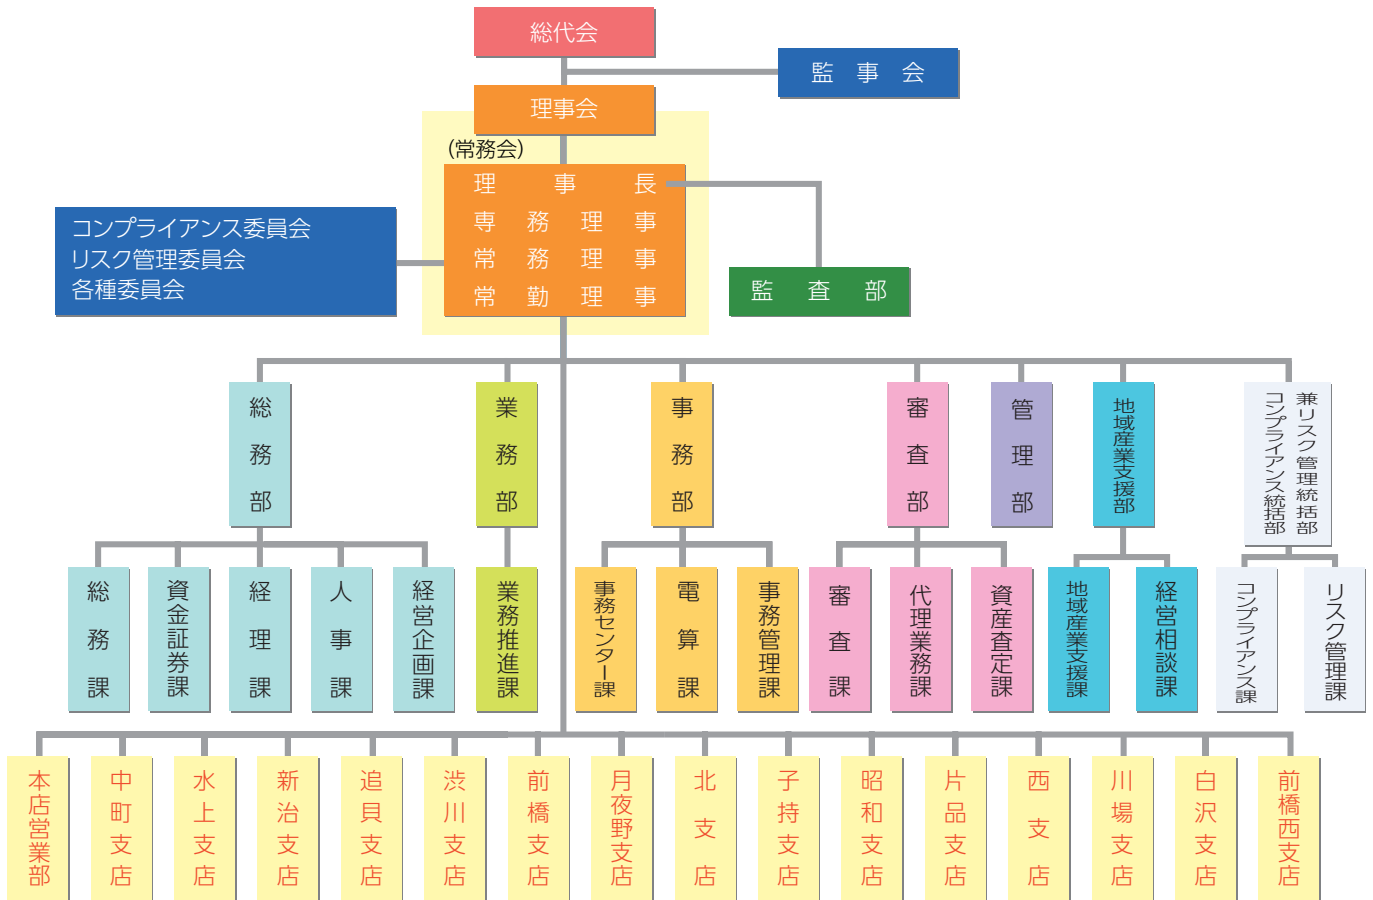 総代会
監事会
理事会
(常務会)
理事長
専務理事
常務理事
常勤理事
コンプライアンス委員会
リスク管理委員会
各種委員会
監査部
総務部
業務部
事務部
審査部
管理部
地域産業支援部
兼リスク管理統括部
コンプライアンス統括部
総務課
資金証券課
経理課
人事課
経営企画課
業務推進課
事務センター課
電算課
事務管理課
審査課
代理業務課
資産査定課
地域産業支援課
経営相談課
コンプライアンス課
リスク管理課
本店営業部
中町支店
水上支店
新治支店
追貝支店
渋川支店
前橋支店
月夜野支店
北支店
子持支店
昭和支店
片品支店
西支店
川場支店
白沢支店
前橋西支店